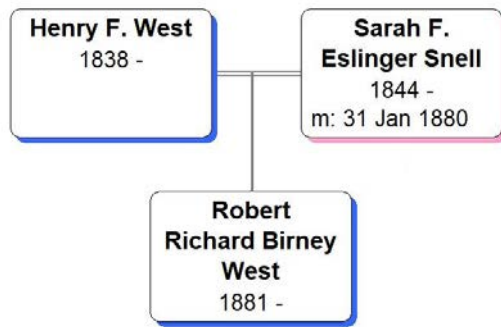 Henry F. West
1838 -
Sarah F.
Eslinger Snell
1844 -
m: 31 Jan 1880
Robert
Richard Birney
West
1881 -